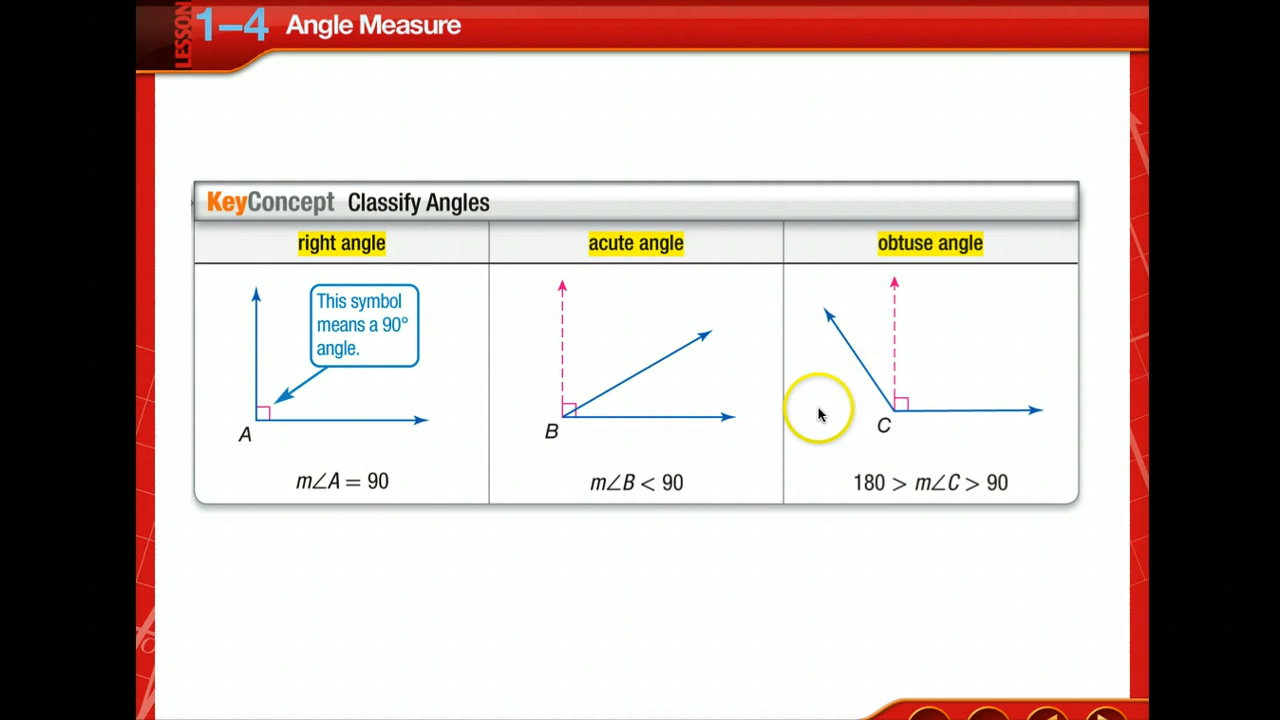 LESSON 1–4 Angle Measure
KeyConcept Classify Angles
right angle
acute angle
obtuse angle
This symbol
means a 90°
angle.
A
B
C
m∠A = 90
m∠B < 90
180 > m∠C > 90